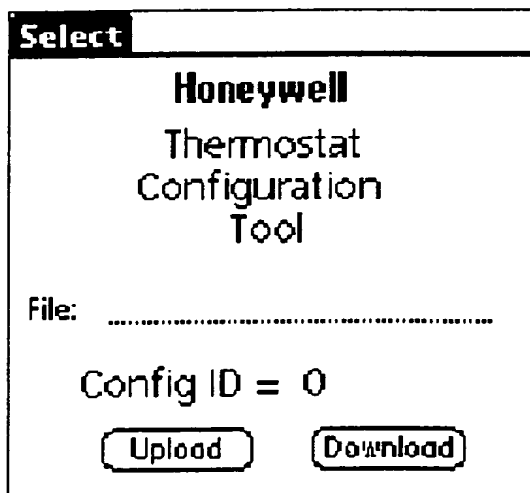 Select
Honeywell
Thermostat
Configuration
Tool
File:
Config ID = 0
Upload Download